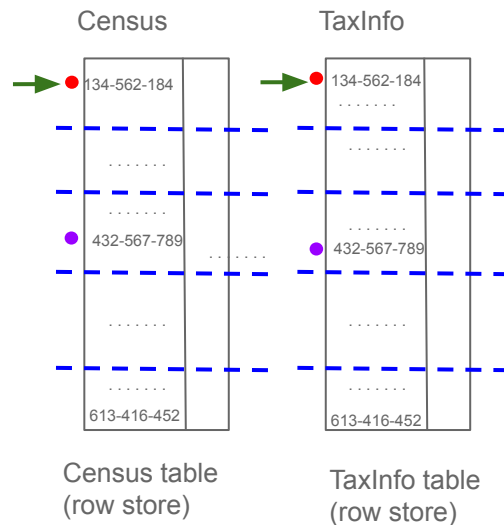 Census
TaxInfo
134-562-184
134-562-184
. . . . . . .
. . . . . . .
. . . . . . .
. . . . . . .
. . . . . . .
432-567-789
432-567-789
. . . . . . .
. . . . . . .
. . . . . . .
. . . . . . .
. . . . . . .
613-416-452
613-416-452
Census table
(row store)
TaxInfo table
(row store)